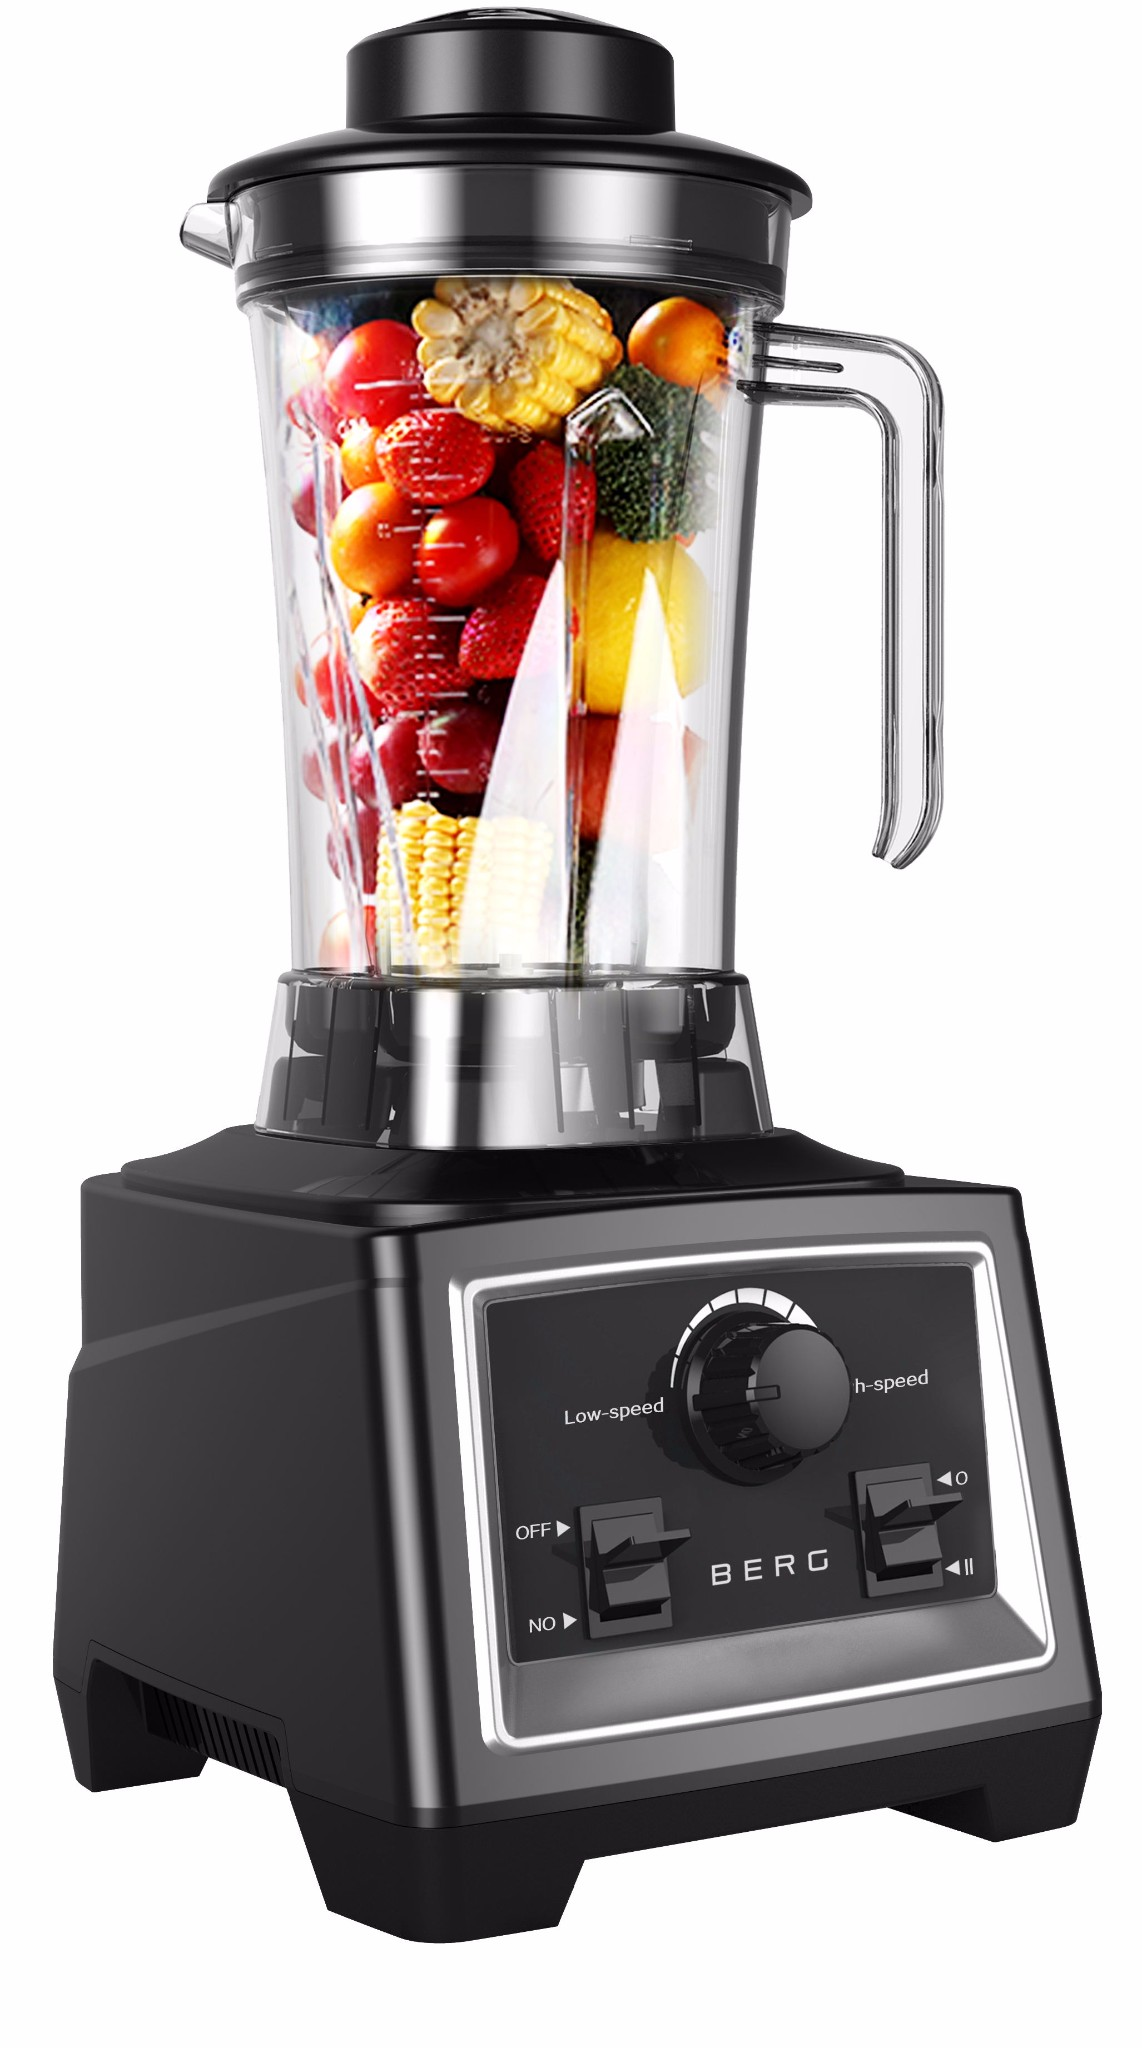 Low-speed
h-speed
OFF ▶
◀ O
BERG
NO ▶
◀ II